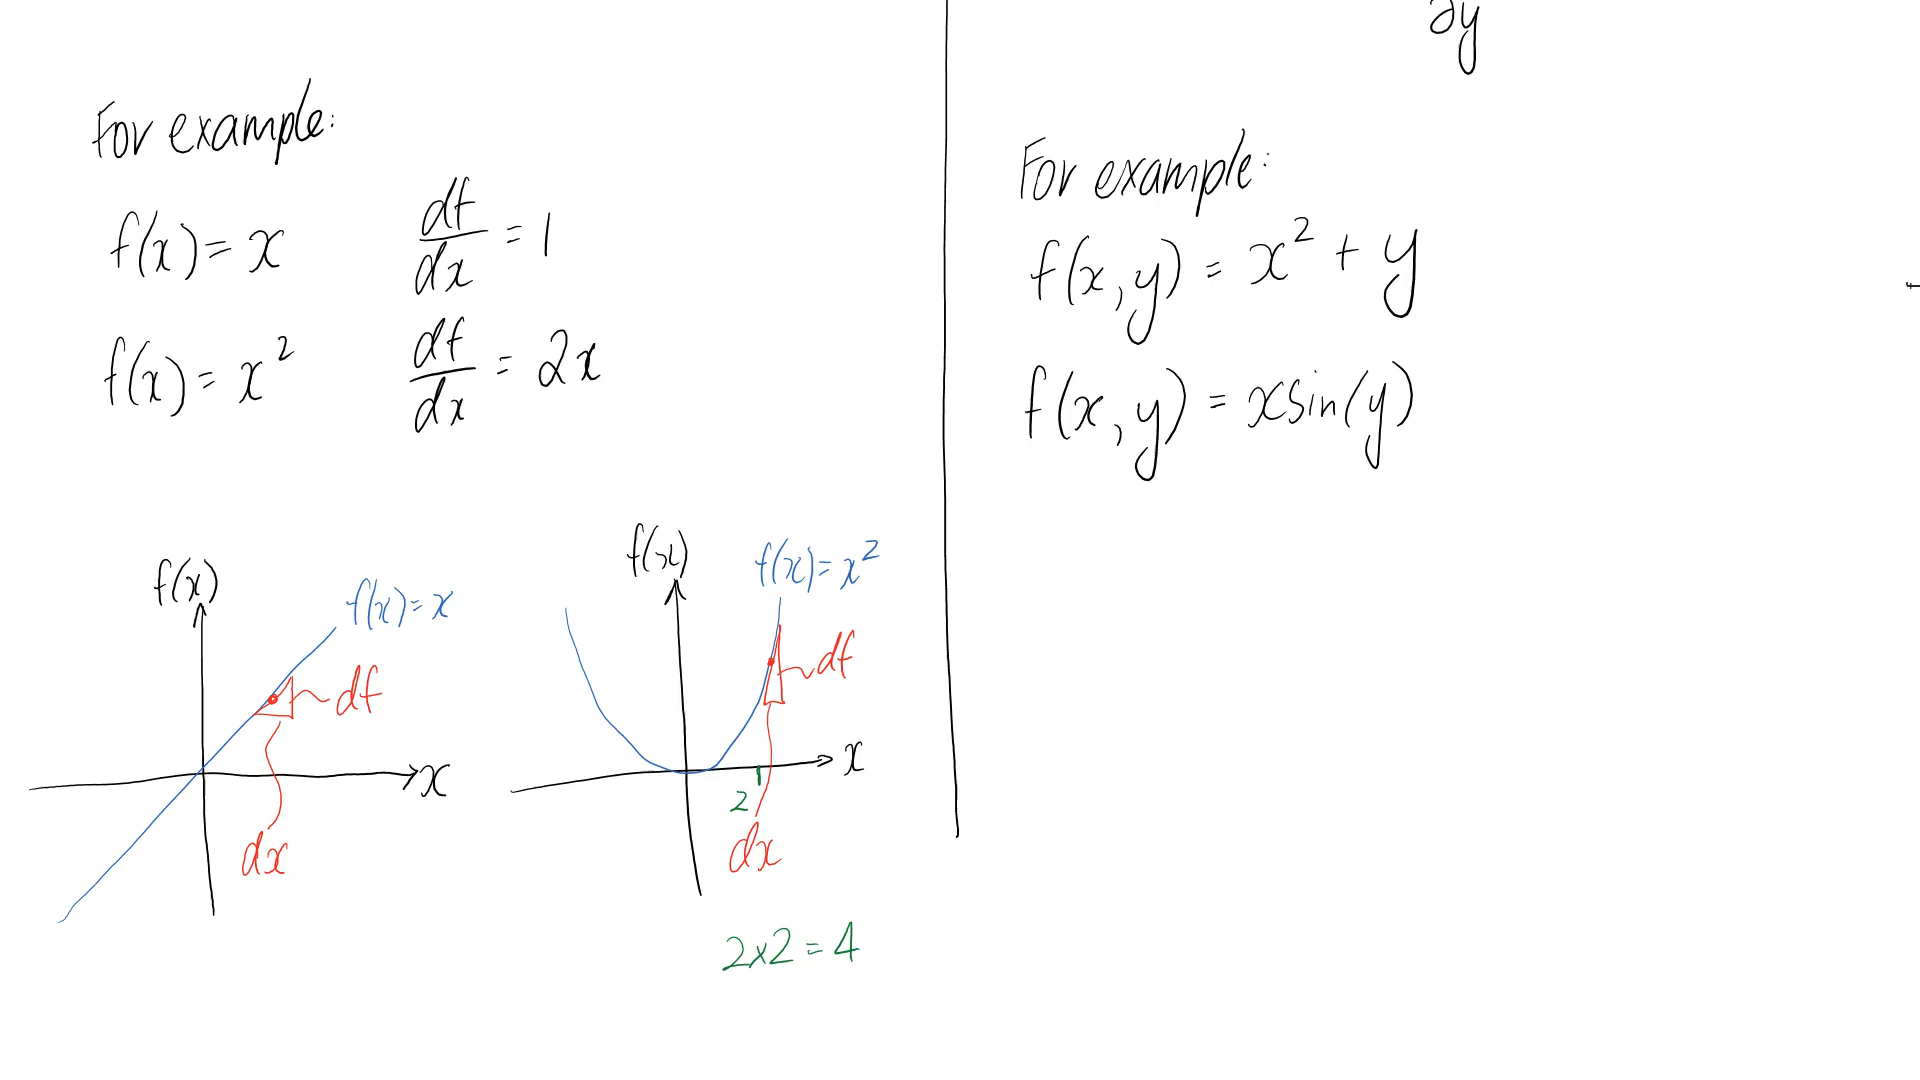 For example:
f(x) = x df/dx = 1
f(x) = x² df/dx = 2x
f(x)
f(x) = x
df
x
dx
f(x)
f(x) = x²
df
x
2
dx
2x2 = 4
∂y
For example:
f(x, y) = x² + y
f(x, y) = xsin(y)